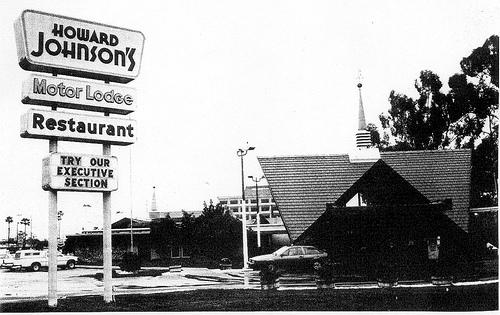 HOWARD
JOHNSON'S
Motor Lodge
Restaurant
TRY OUR
EXECUTIVE
SECTION